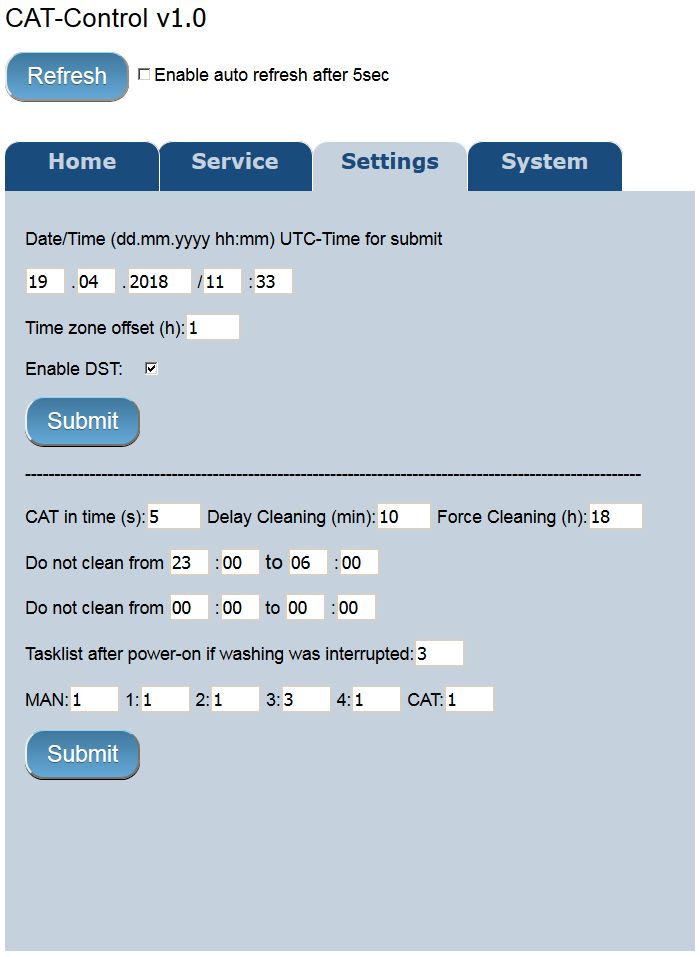 CAT-Control v1.0
Refresh Enable auto refresh after 5sec
Home Service Settings System
Date/Time (dd.mm.yyyy hh:mm) UTC-Time for submit
19 .04 .2018 /11 :33
Time zone offset (h):1
Enable DST:
Submit
--------------------------------------------------------------------------------------------------------
CAT in time (s):5 Delay Cleaning (min):10 Force Cleaning (h):18
Do not clean from 23 :00 to 06 :00
Do not clean from 00 :00 to 00 :00
Tasklist after power-on if washing was interrupted:3
MAN:1 1:1 2:1 3:3 4:1 CAT:1
Submit